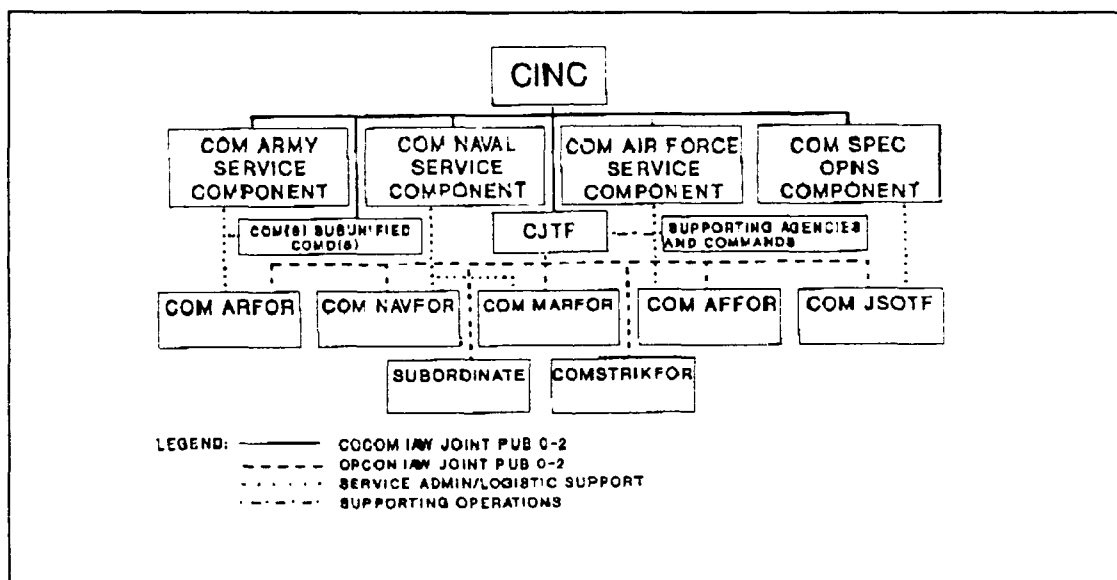 CINC
COM ARMY
SERVICE
COMPONENT
COM NAVAL
SERVICE
COMPONENT
COM AIR FORCE
SERVICE
COMPONENT
COM SPEC
OPNS
COMPONENT
COM(S) SUBUNIFIED
COMD(S)
CJTF
SUPPORTING AGENCIES
AND COMMANDS
COM ARFOR
COM NAVFOR
COM MARFOR
COM AFFOR
COM JSOTF
SUBORDINATE
COMSTRIKFOR
LEGEND:
COCOM IAW JOINT PUB 0-2
OPCON IAW JOINT PUB 0-2
SERVICE ADMIN/LOGISTIC SUPPORT
SUPPORTING OPERATIONS